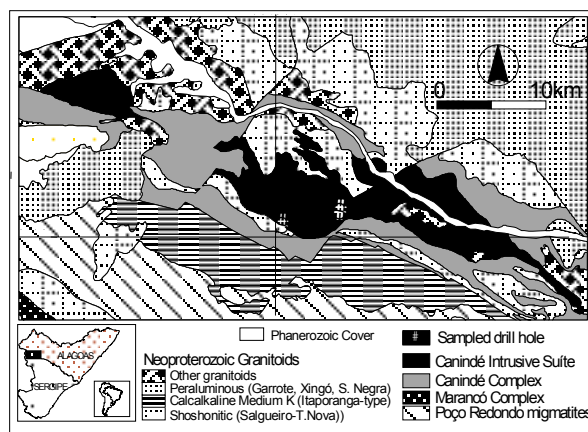 0 10km
ALAGOAS
SERGIPE
Phanerozoic Cover
Neoproterozoic Granitoids
Other granitoids
Peraluminous (Garrote, Xingó, S. Negra)
Calcalkaline Medium K (Itaporanga-type)
Shoshonitic (Salgueiro-T.Nova))
Sampled drill hole
Canindé Intrusive Suíte
Canindé Complex
Marancó Complex
Poço Redondo migmatites